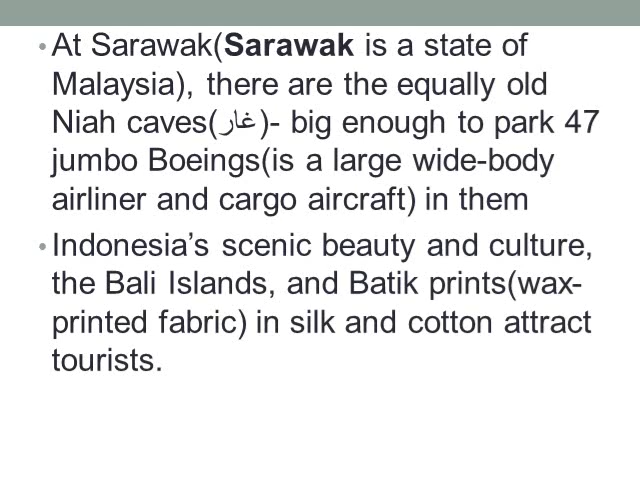 • At Sarawak(Sarawak is a state of
Malaysia), there are the equally old
Niah caves(غار)- big enough to park 47
jumbo Boeings(is a large wide-body
airliner and cargo aircraft) in them
• Indonesia’s scenic beauty and culture,
the Bali Islands, and Batik prints(wax-
printed fabric) in silk and cotton attract
tourists.